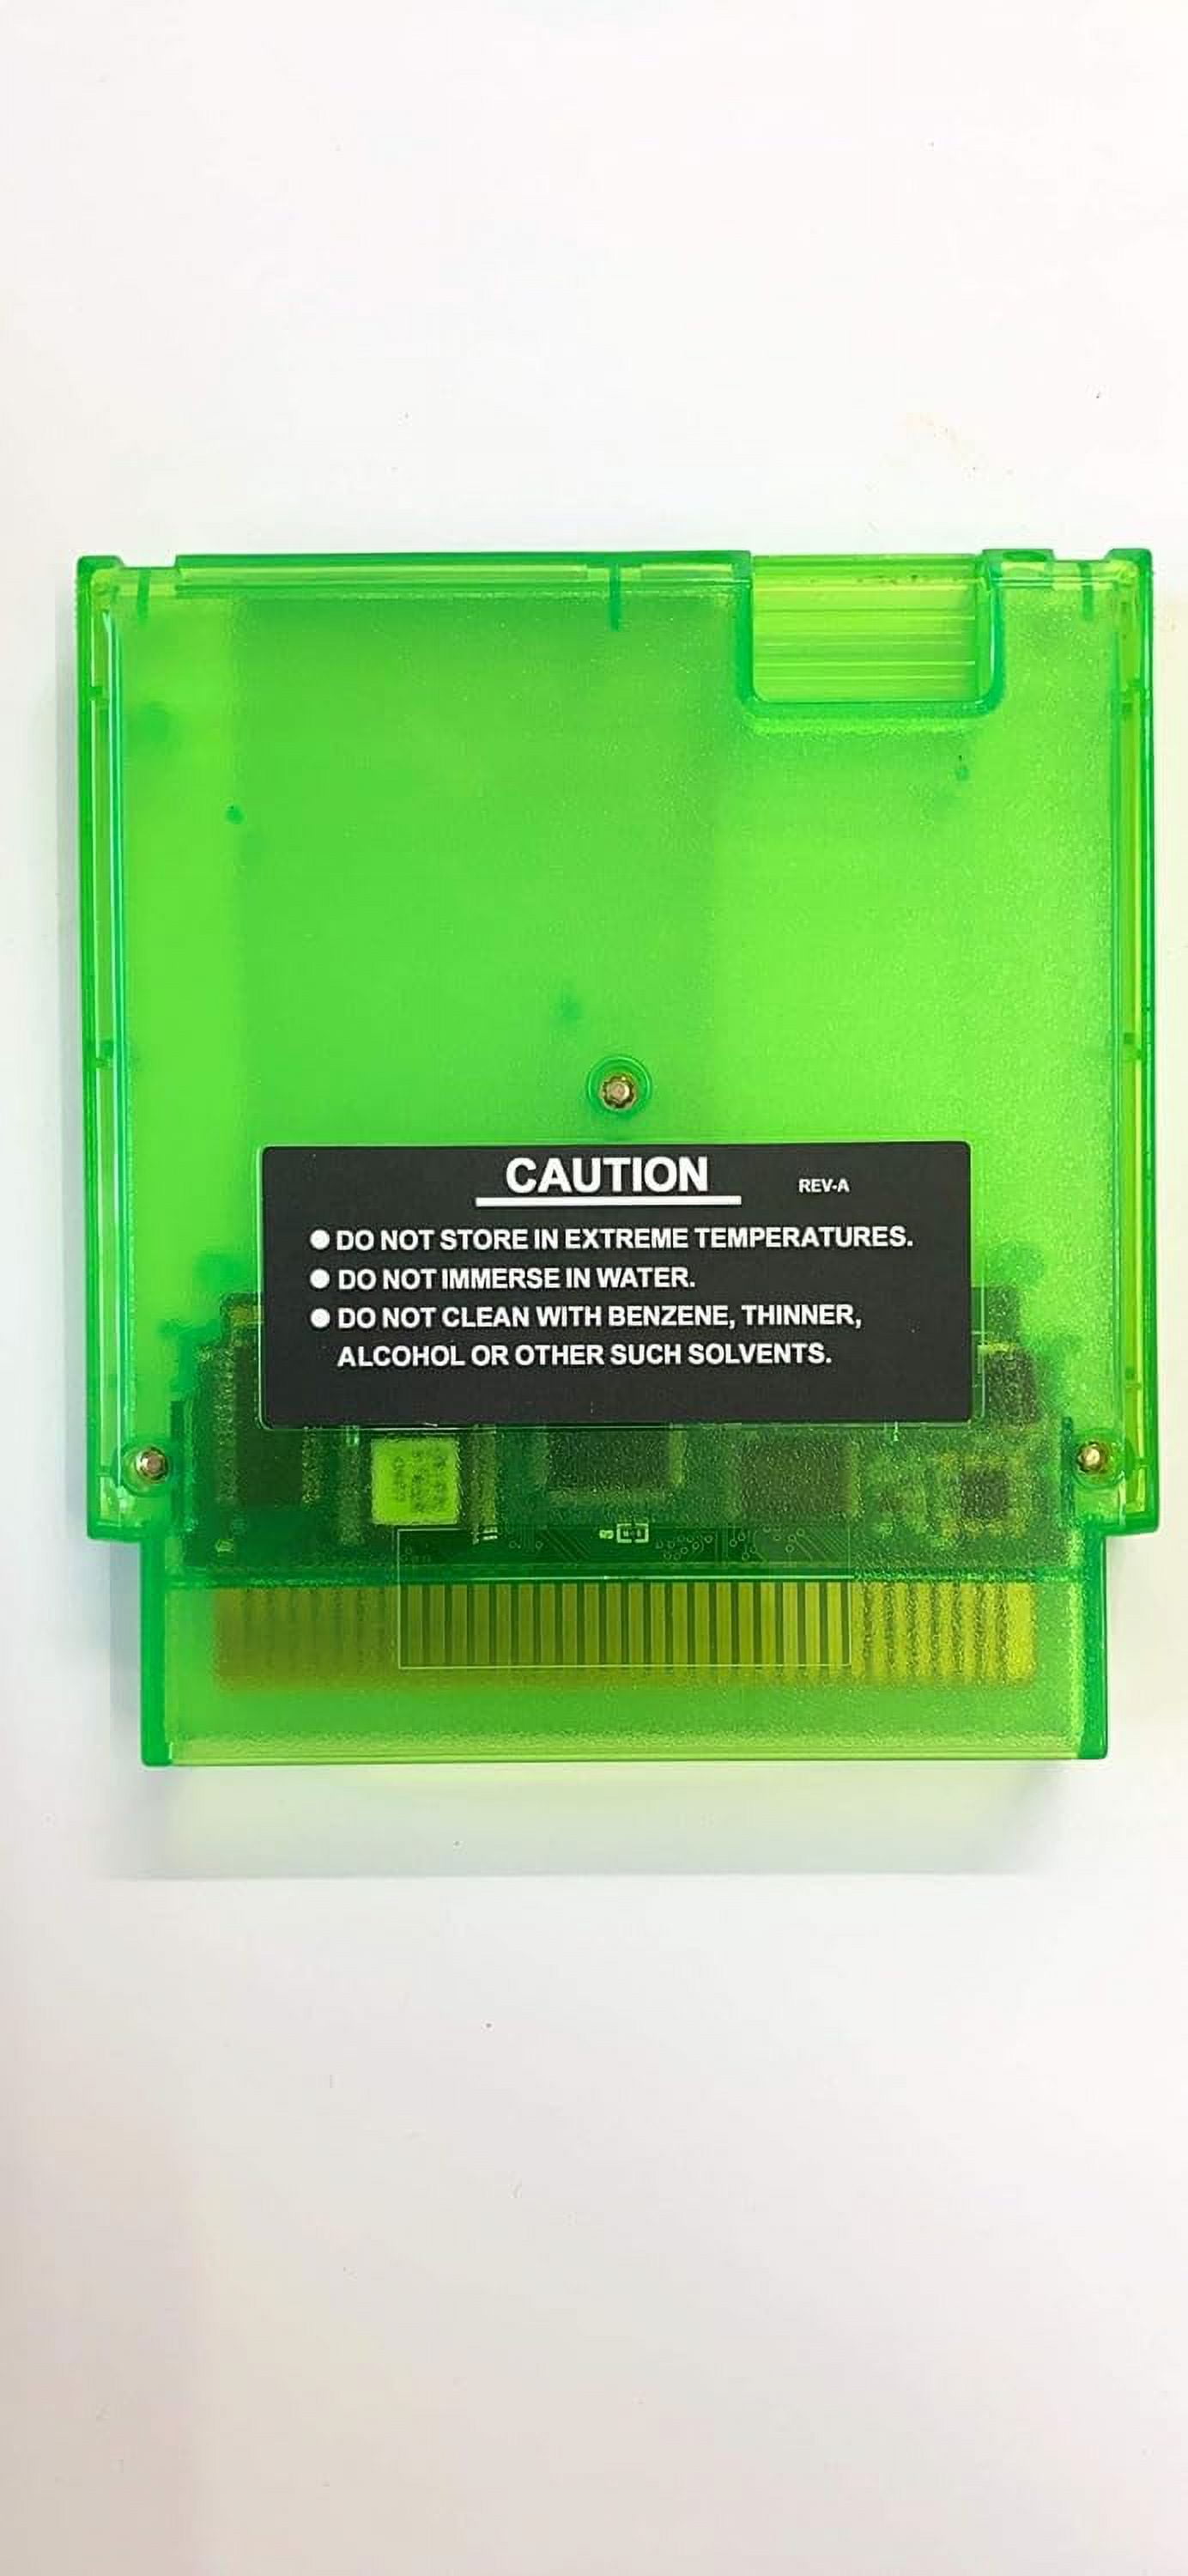 CAUTION REV-A
● DO NOT STORE IN EXTREME TEMPERATURES.
● DO NOT IMMERSE IN WATER.
● DO NOT CLEAN WITH BENZENE, THINNER,
ALCOHOL OR OTHER SUCH SOLVENTS.